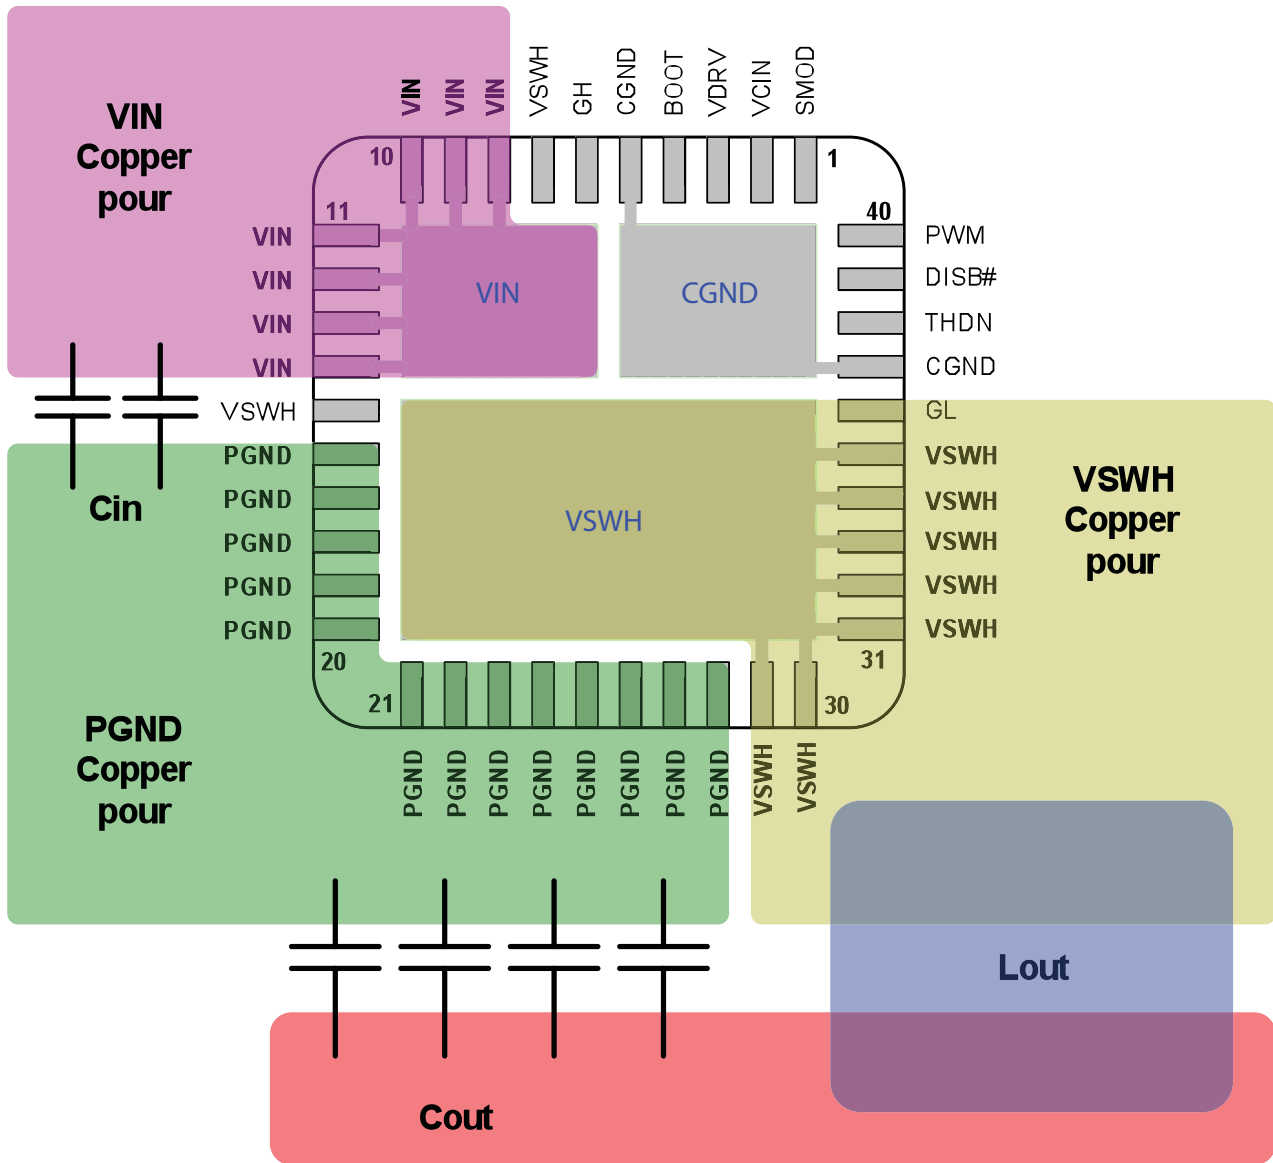 VIN
Copper
pour
VIN
VIN
VIN
VSWH
GH
CGND
BOOT
VDRV
VCIN
SMOD
10
1
11
40
VIN
VIN
VIN
VIN
VSWH
PGND
PGND
PGND
PGND
PGND
VIN
CGND
VSWH
PWM
DISB#
THDN
CGND
GL
VSWH
VSWH
VSWH
VSWH
VSWH
VSWH
Copper
pour
Cin
20
31
21
30
PGND
Copper
pour
PGND
PGND
PGND
PGND
PGND
PGND
PGND
PGND
VSWH
VSWH
Lout
Cout